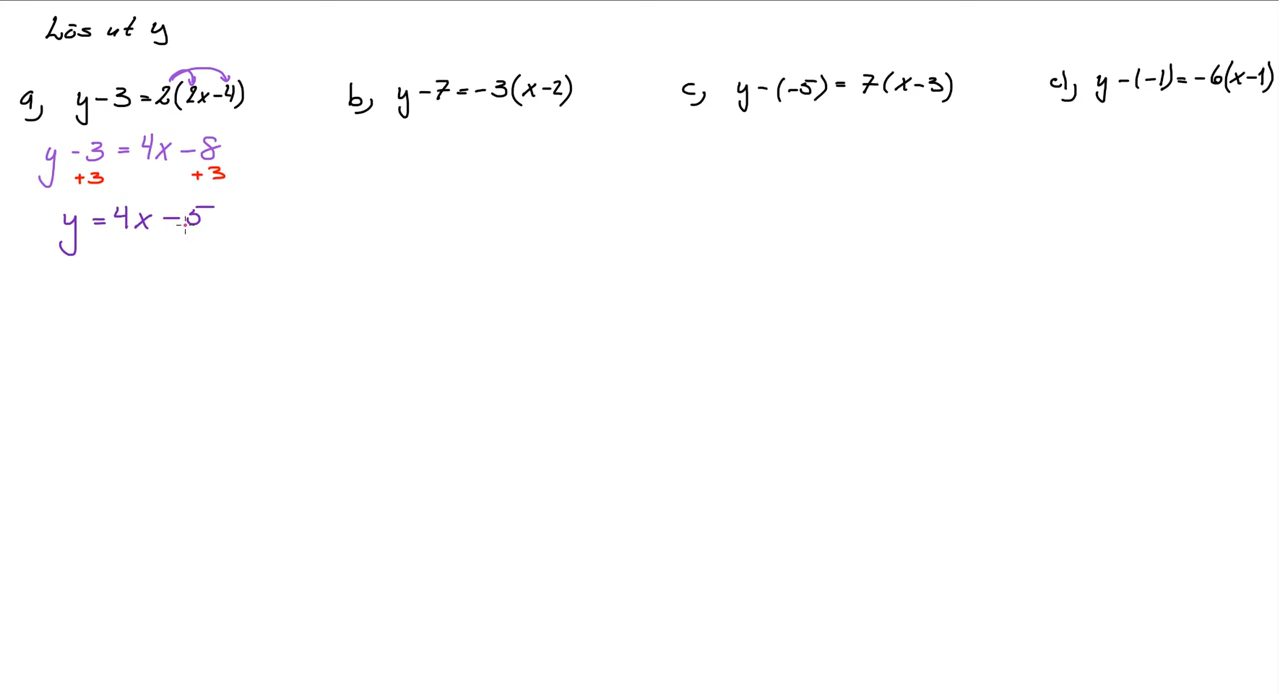 Lös ut y
a, y-3=2(2x-4)
b, y-7=-3(x-2)
c, y-(-5)=7(x-3)
d, y-(-1)=-6(x-1)
y-3=4x-8
+3 +3
y=4x-5